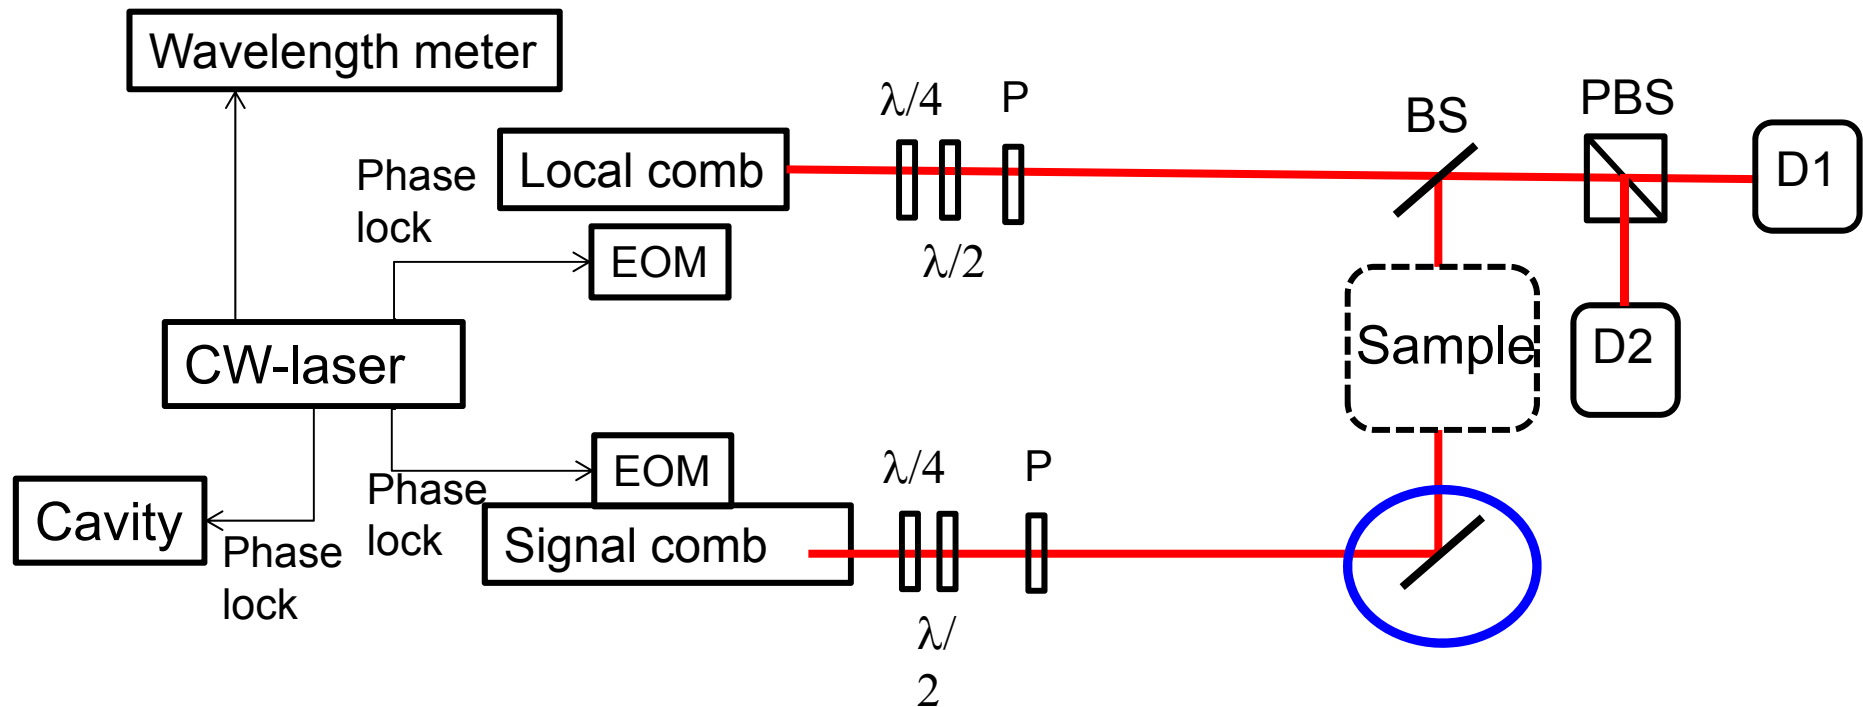 Wavelength meter
λ/4
P
BS
PBS
Phase
lock
Local comb
D1
EOM
λ/2
CW-laser
Sample
D2
EOM
λ/4
P
Phase
lock
Cavity
Phase
lock
Signal comb
λ/
2